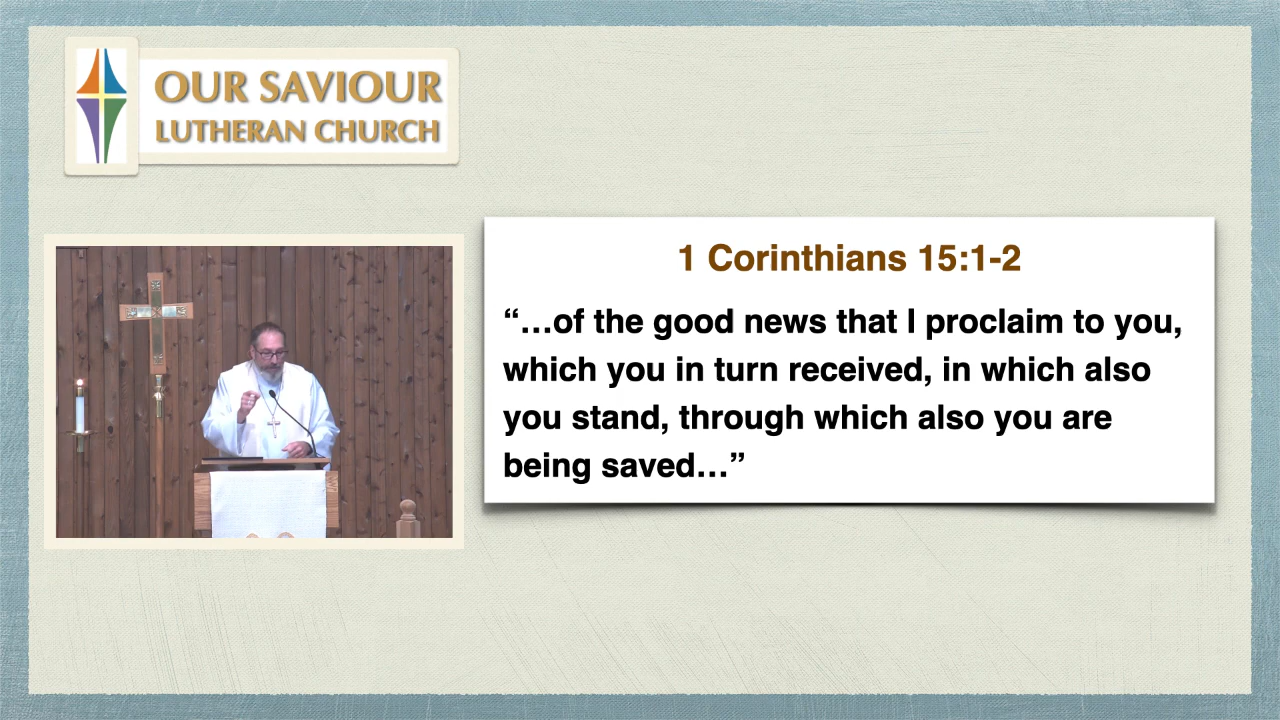 OUR SAVIOUR
LUTHERAN CHURCH
1 Corinthians 15:1-2
“…of the good news that I proclaim to you,
which you in turn received, in which also
you stand, through which also you are
being saved…”